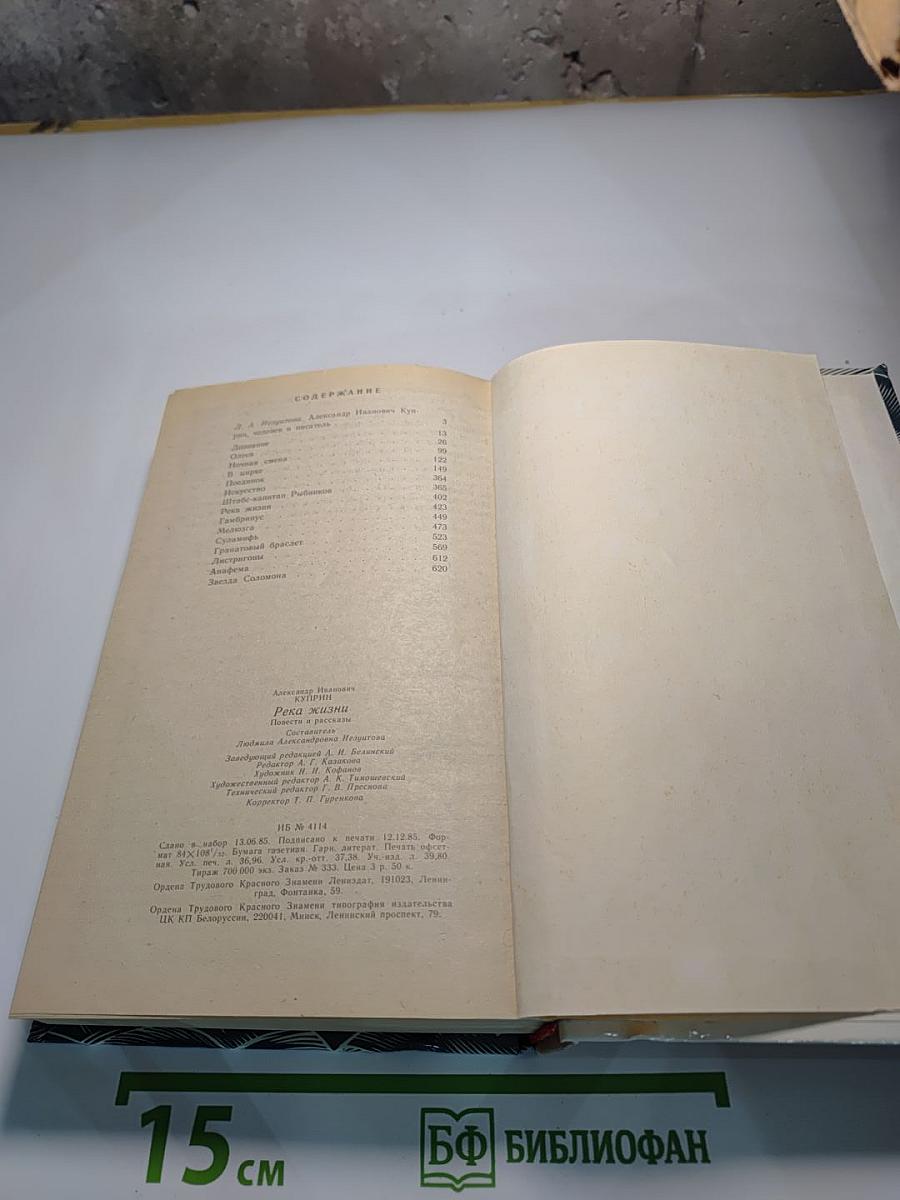 СОДЕРЖАНИЕ
Л. А. Иезуитова. Александр Иванович Куп-
рин, человек и писатель . . . 3
Дознание . . . 13
Олеся . . . 26
Ночная смена . . . 99
В цирке . . . 122
Поединок . . . 149
Искусство . . . 364
Штабс-капитан Рыбников . . . 365
Река жизни . . . 402
Гамбринус . . . 423
Мелюзга . . . 449
Суламифь . . . 473
Гранатовый браслет . . . 523
Листригоны . . . 569
Анафема . . . 612
Звезда Соломона . . . 620
Александр Иванович
КУПРИН
Река жизни
Повести и рассказы
Составитель
Людмила Александровна Иезуитова
Заведующий редакцией А. И. Белинский
Редактор А. Г. Казакова
Художник Н. И. Кофанов
Художественный редактор А. К. Тимошевский
Технический редактор Г. В. Преснова
Корректор Т. П. Гуренкова
ИБ № 4114
Сдано в набор 13.06.85. Подписано к печати 12.12.85. Фор-
мат 84×108¹/₃₂. Бумага газетная. Гарн. литерат. Печать офсет-
ная. Усл. печ. л. 36,96. Усл. кр.-отт. 37,38. Уч.-изд. л. 39,80.
Тираж 700 000 экз. Заказ № 333. Цена 3 р. 50 к.
Ордена Трудового Красного Знамени Лениздат, 191023, Ленин-
град, Фонтанка, 59.
Ордена Трудового Красного Знамени типография издательства
ЦК КП Белоруссии, 220041, Минск, Ленинский проспект, 79.
15 см
БФ БИБЛИОФАН